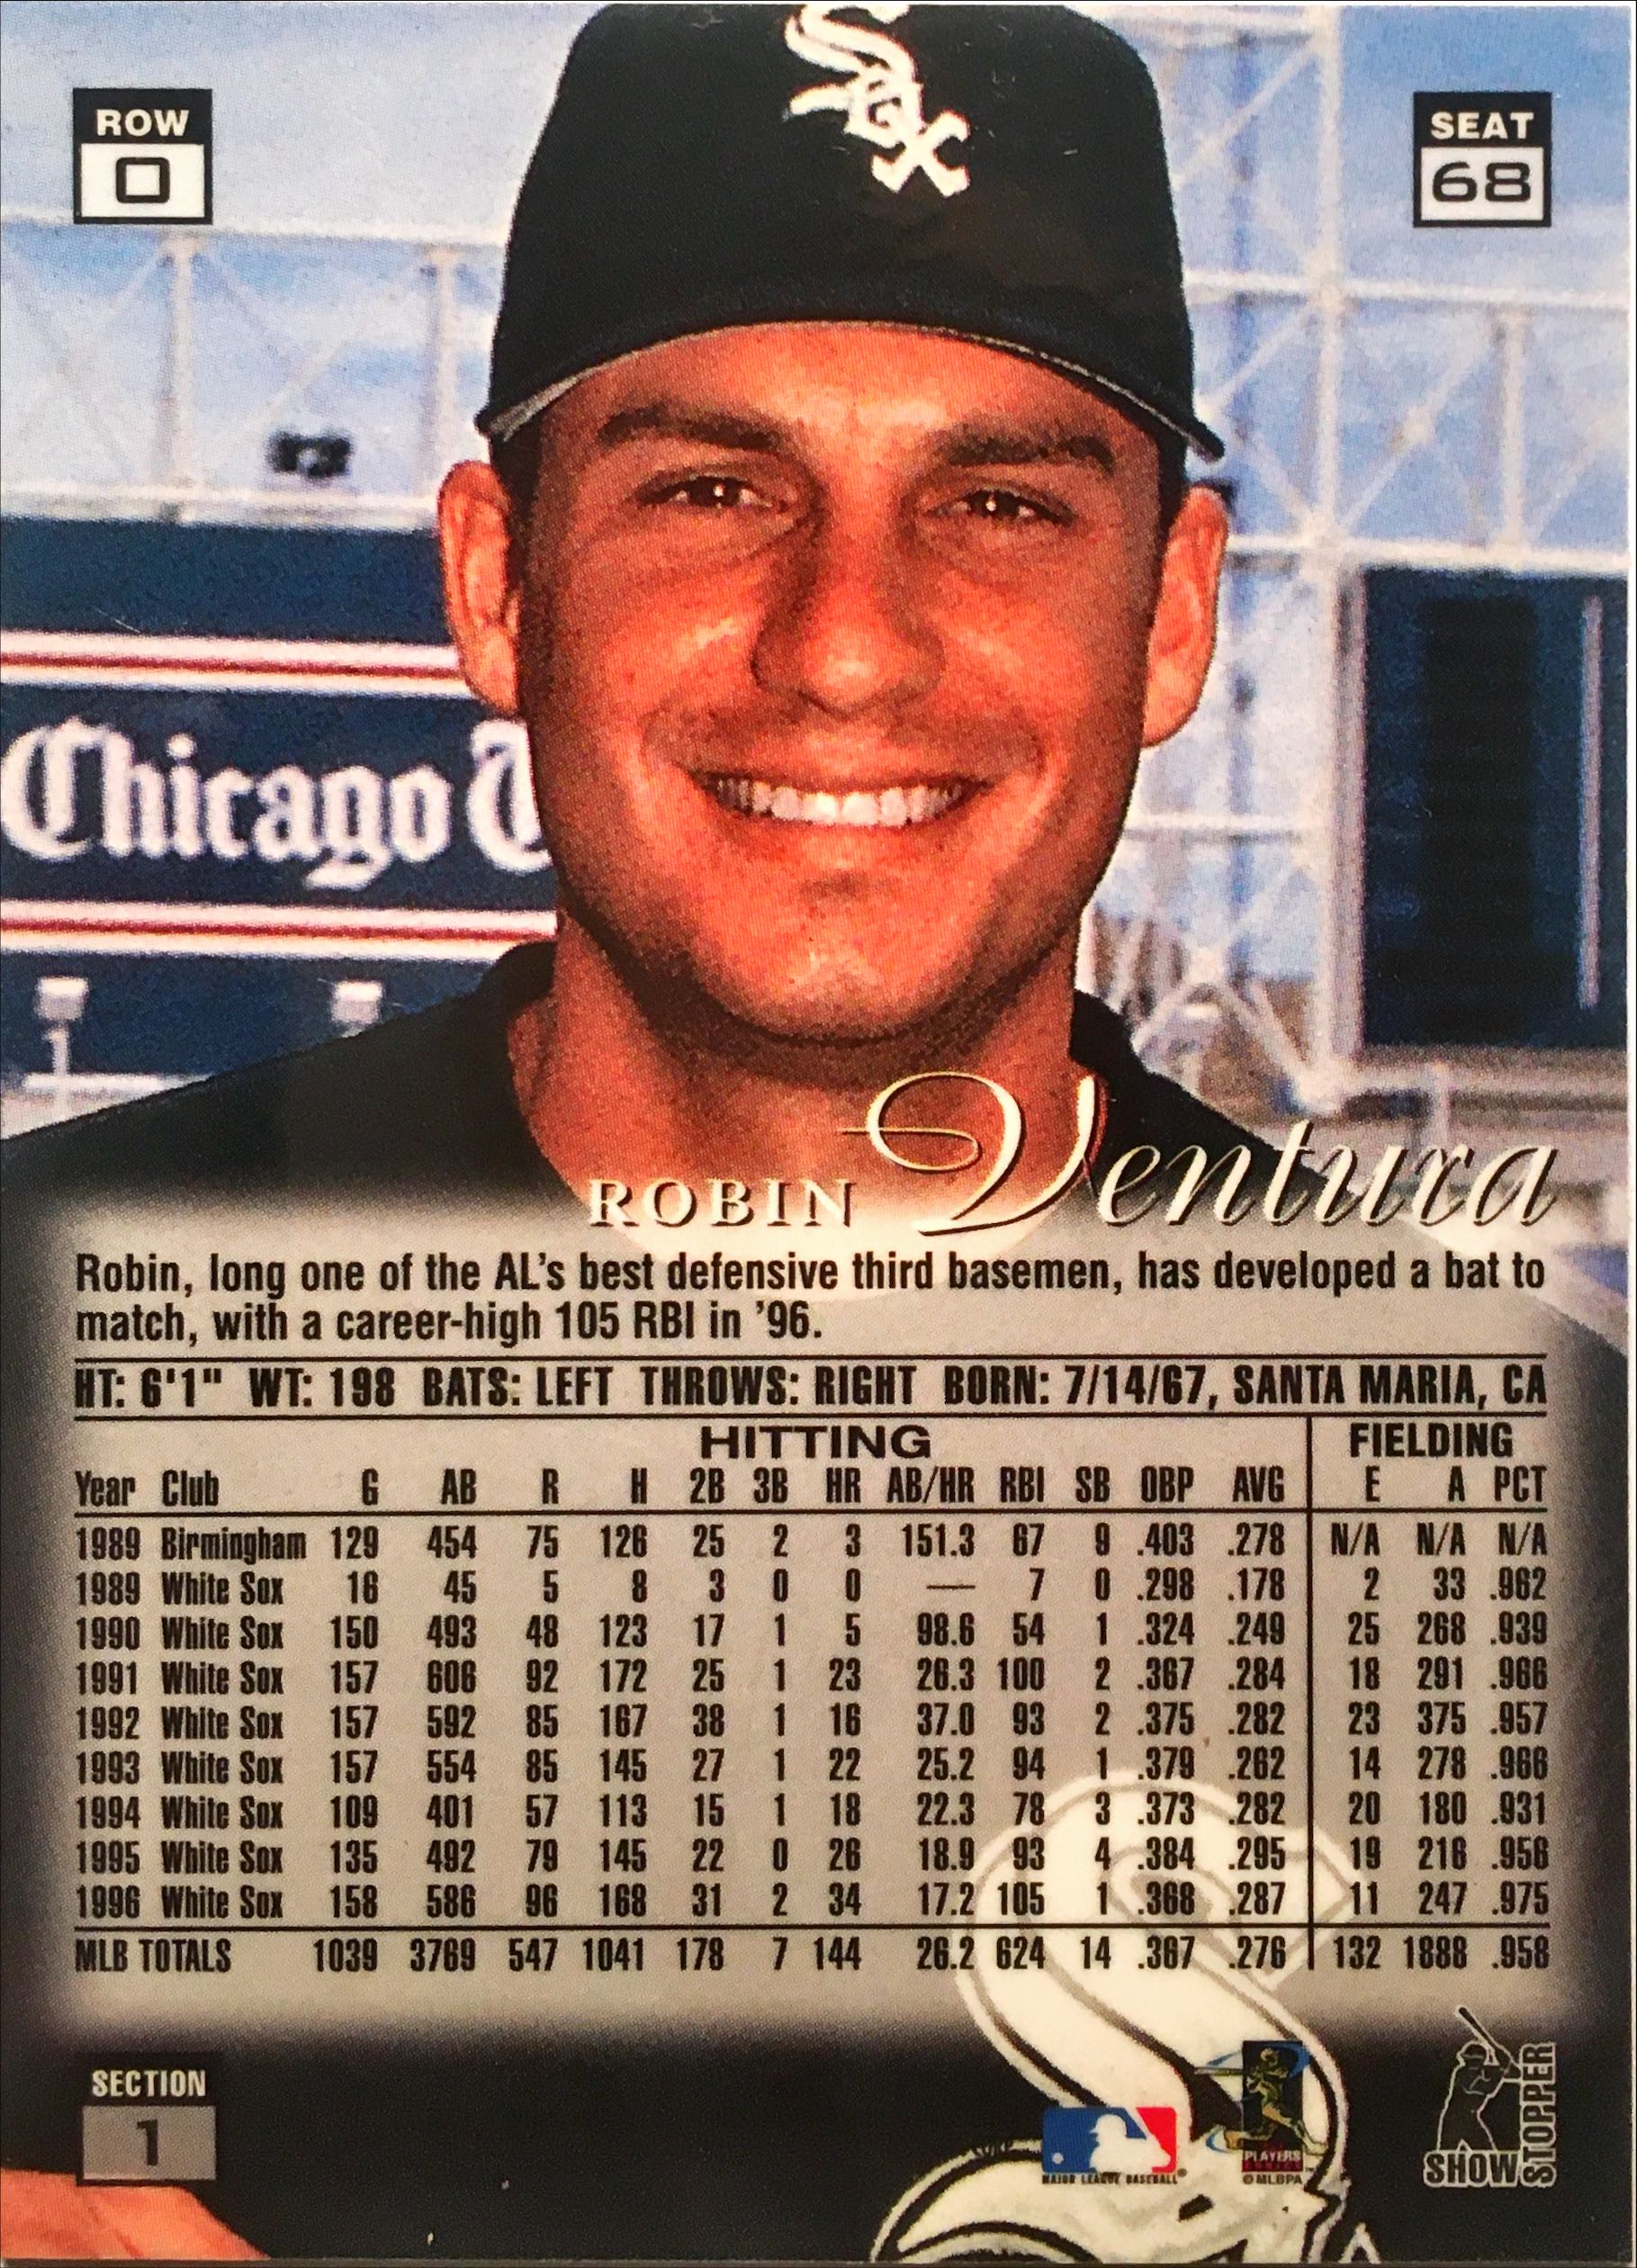 Sox
ROW
0
SEAT
68
Chicago T
ROBIN Ventura
Robin, long one of the AL's best defensive third basemen, has developed a bat to
match, with a career-high 105 RBI in '96.
HT: 6'1" WT: 198 BATS: LEFT THROWS: RIGHT BORN: 7/14/67, SANTA MARIA, CA
HITTING FIELDING
Year Club G AB R H 2B 3B HR AB/HR RBI SB OBP AVG E A PCT
1989 Birmingham 129 454 75 126 25 2 3 151.3 67 9 .403 .278 N/A N/A N/A
1989 White Sox 16 45 5 8 3 0 0 — 7 0 .298 .178 2 33 .962
1990 White Sox 150 493 48 123 17 1 5 98.6 54 1 .324 .249 25 268 .939
1991 White Sox 157 606 92 172 25 1 23 26.3 100 2 .367 .284 18 291 .966
1992 White Sox 157 592 85 167 38 1 16 37.0 93 2 .375 .282 23 375 .957
1993 White Sox 157 554 85 145 27 1 22 25.2 94 1 .379 .262 14 278 .966
1994 White Sox 109 401 57 113 15 1 18 22.3 78 3 .373 .282 20 180 .931
1995 White Sox 135 492 79 145 22 0 26 18.9 93 4 .384 .295 19 216 .956
1996 White Sox 158 586 96 168 31 2 34 17.2 105 1 .368 .287 11 247 .975
MLB TOTALS 1039 3769 547 1041 178 7 144 26.2 624 14 .367 .276 132 1888 .958
SECTION
1
MAJOR LEAGUE BASEBALL
PLAYERS
CHOICE
©MLBPA
SHOW
STOPPER